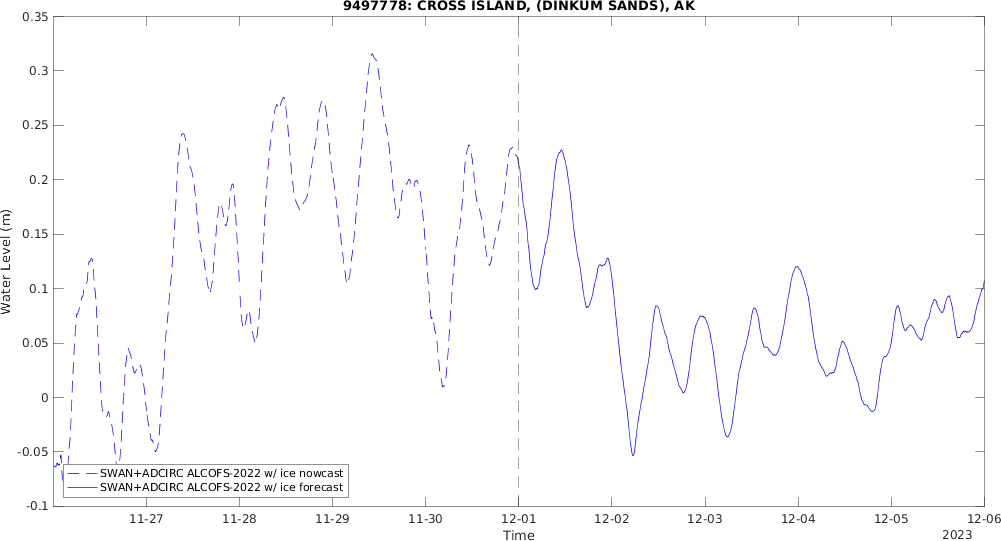 9497778: CROSS ISLAND, (DINKUM SANDS), AK
0.35
0.3
0.25
0.2
0.15
0.1
0.05
0
-0.05
-0.1
Water Level (m)
SWAN+ADCIRC ALCOFS-2022 w/ ice nowcast
SWAN+ADCIRC ALCOFS-2022 w/ ice forecast
11-27 11-28 11-29 11-30 12-01 12-02 12-03 12-04 12-05 12-06
Time
2023